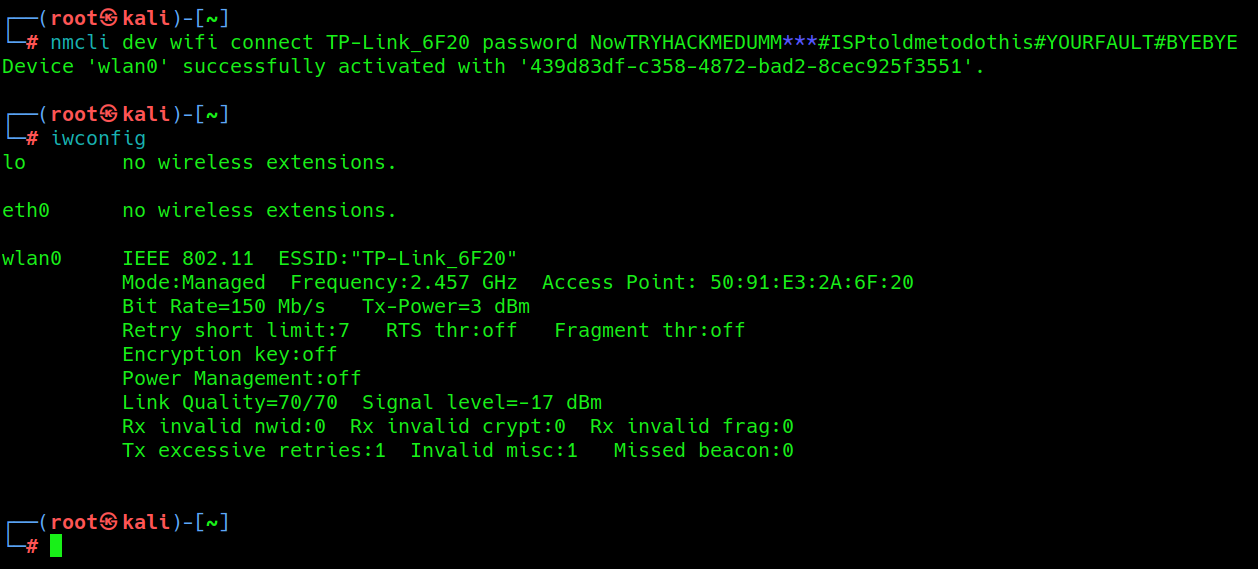 ┌──(root㉿kali)-[~]
└─# nmcli dev wifi connect TP-Link_6F20 password NowTRYHACKMEDUMM***#ISPtoldmetodothis#YOURFAULT#BYEBYE
Device 'wlan0' successfully activated with '439d83df-c358-4872-bad2-8cec925f3551'.
┌──(root㉿kali)-[~]
└─# iwconfig
lo        no wireless extensions.
eth0      no wireless extensions.
wlan0     IEEE 802.11  ESSID:"TP-Link_6F20"
          Mode:Managed  Frequency:2.457 GHz  Access Point: 50:91:E3:2A:6F:20
          Bit Rate=150 Mb/s   Tx-Power=3 dBm
          Retry short limit:7   RTS thr:off   Fragment thr:off
          Encryption key:off
          Power Management:off
          Link Quality=70/70  Signal level=-17 dBm
          Rx invalid nwid:0  Rx invalid crypt:0  Rx invalid frag:0
          Tx excessive retries:1  Invalid misc:1   Missed beacon:0
┌──(root㉿kali)-[~]
└─#